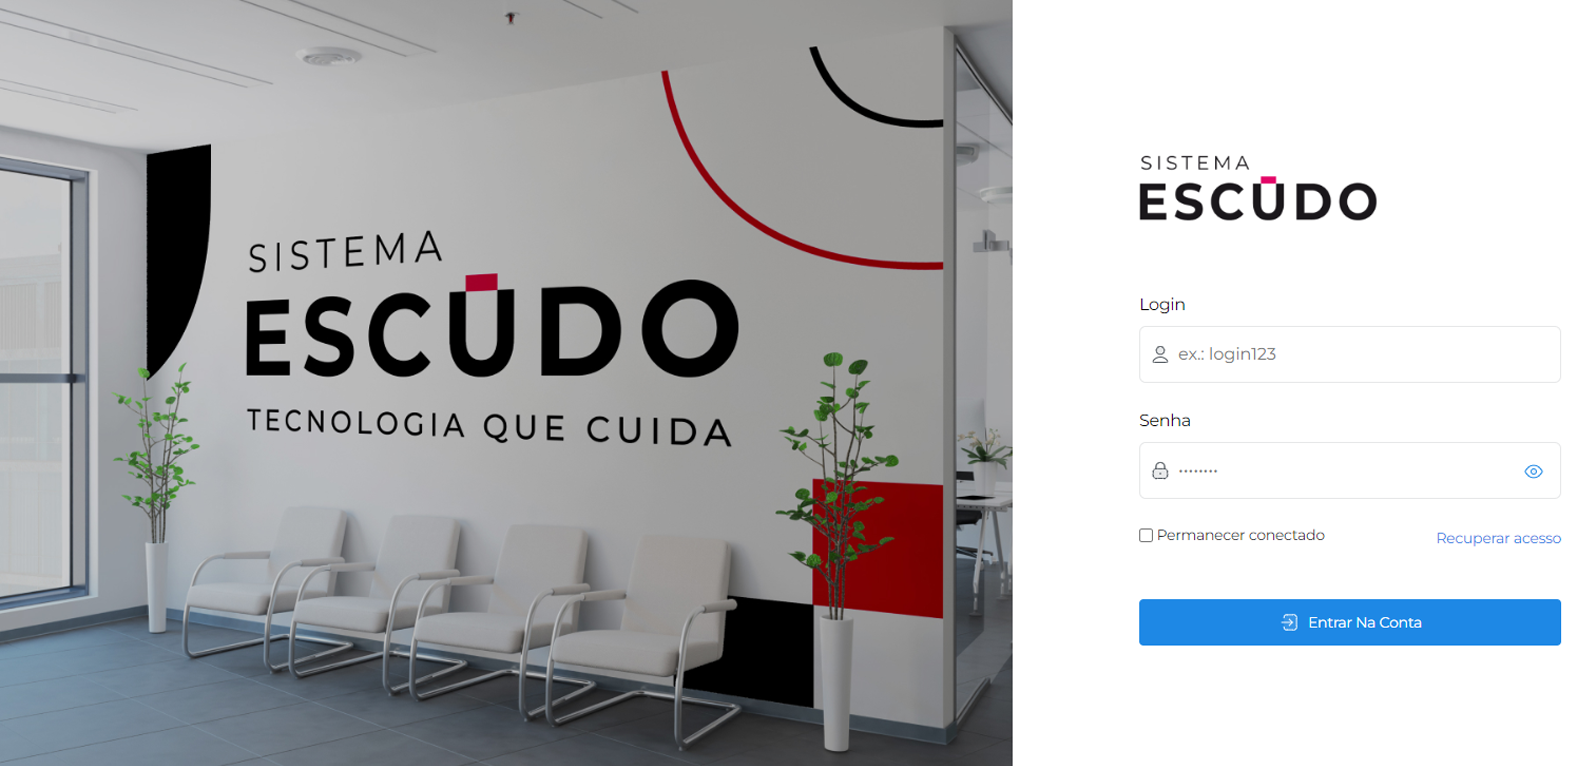 SISTEMA
ESCUDO
TECNOLOGIA QUE CUIDA
SISTEMA
ESCUDO
Login
ex.: login123
Senha
••••••••
Permanecer conectado
Recuperar acesso
Entrar Na Conta